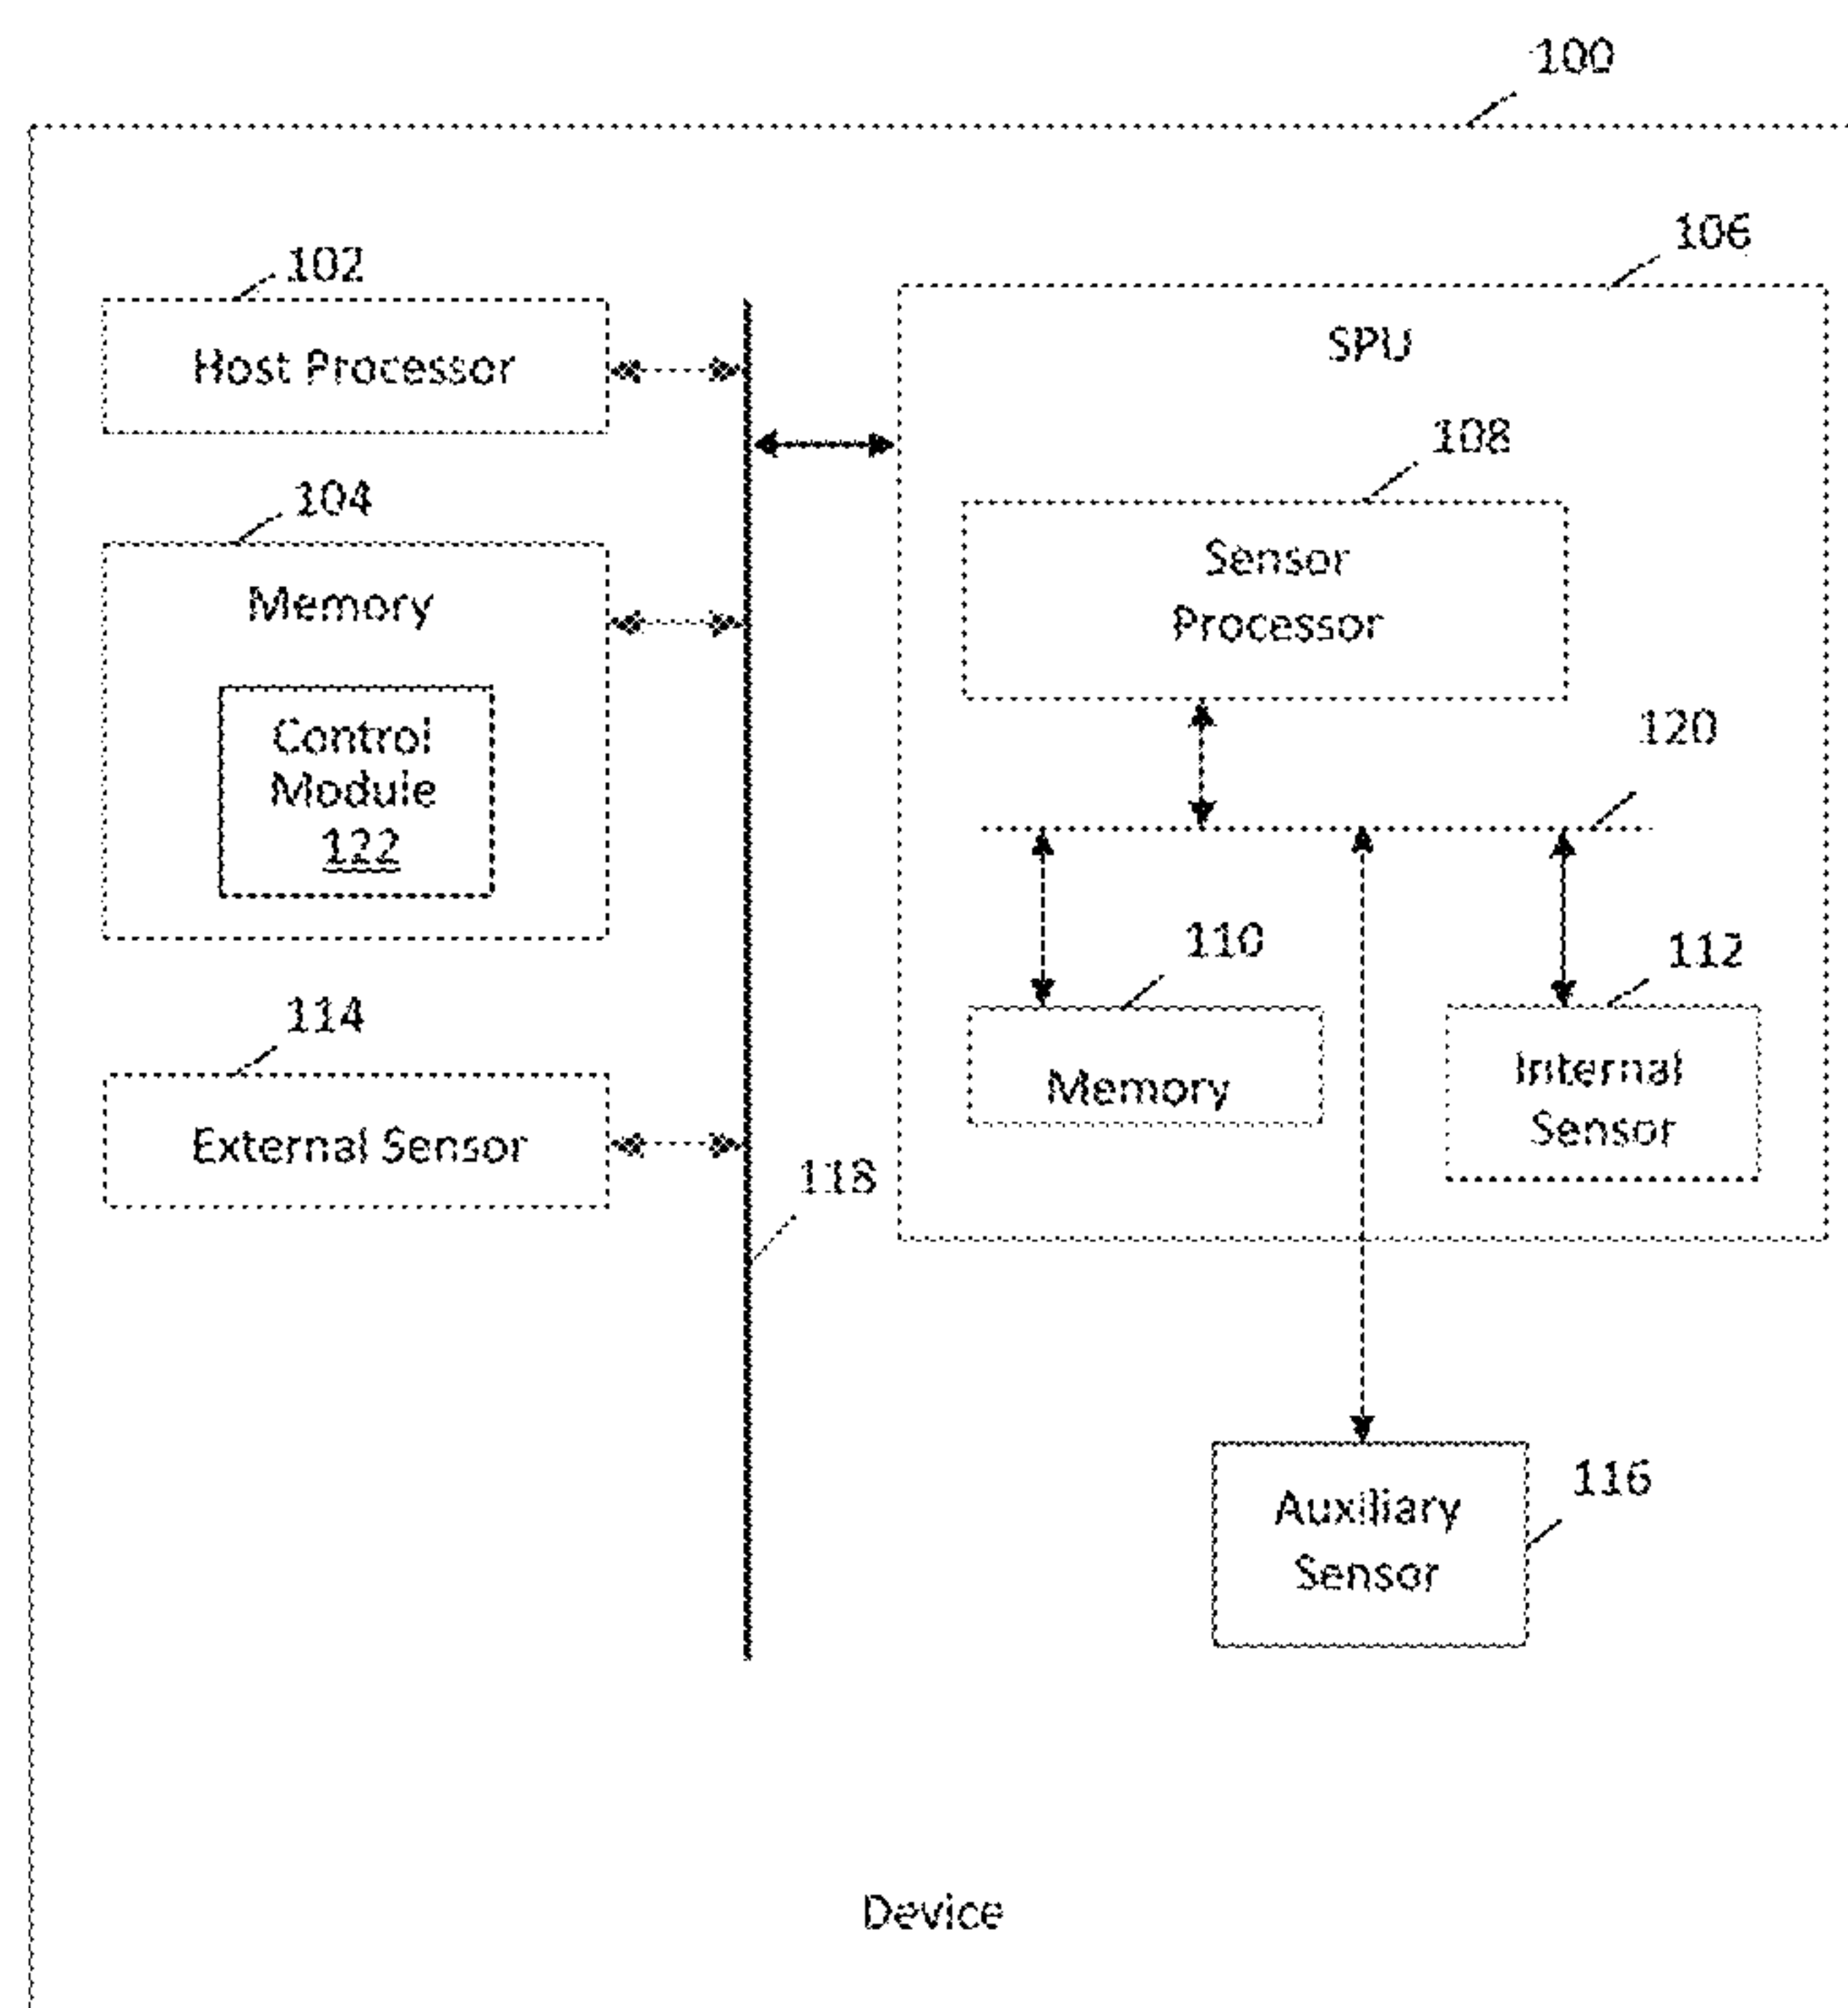 100
106
102
Host Processor
SPU
108
104
Sensor
Processor
Memory
120
Control
Module
122
110
112
114
Memory
Internal
Sensor
External Sensor
118
116
Auxiliary
Sensor
Device